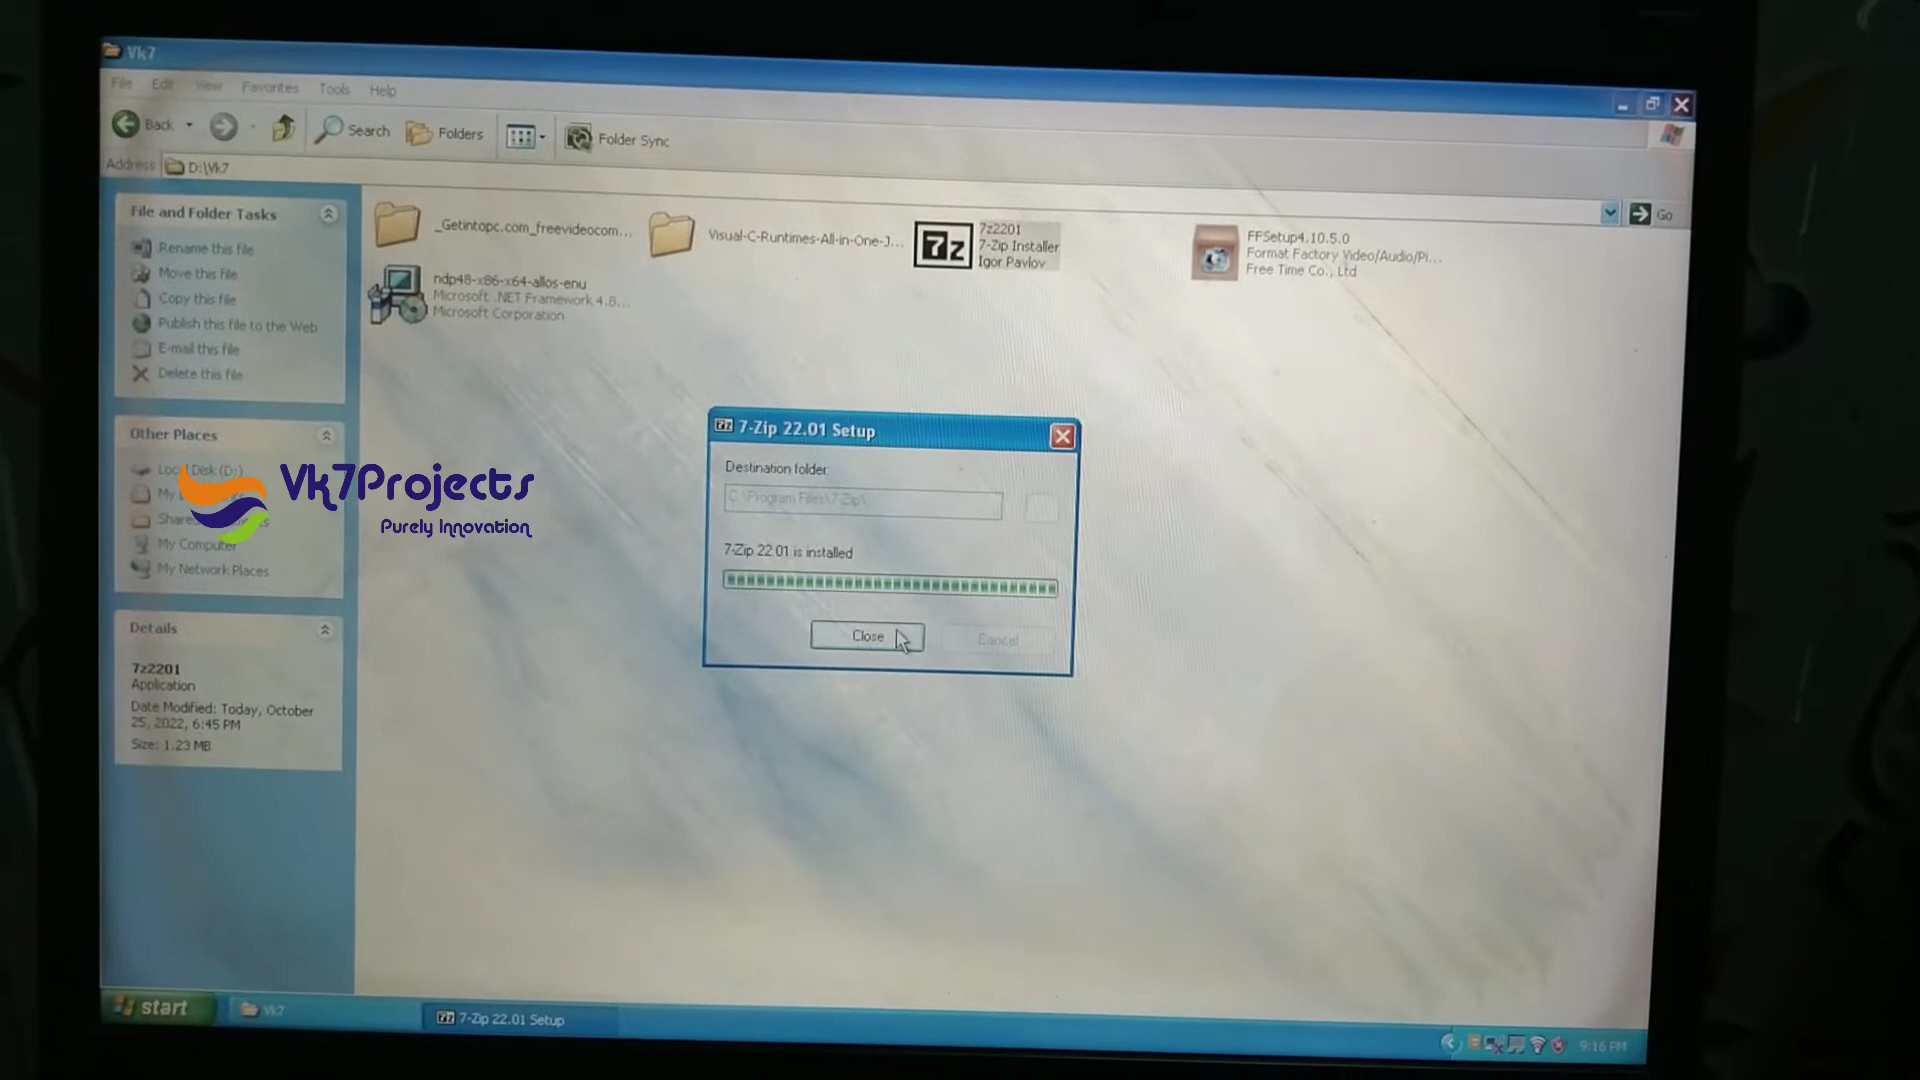 Vk7
File Edit View Favorites Tools Help
Back Search Folders Folder Sync
Address D:\Vk7 Go
File and Folder Tasks
Rename this file
Move this file
Copy this file
Publish this file to the Web
E-mail this file
Delete this file
Other Places
Local Disk (D:)
My
Shared
My Computer
My Network Places
Details
7z2201
Application
Date Modified: Today, October
25, 2022, 6:45 PM
Size: 1.23 MB
_Getintopc.com_freevideocom...
Visual-C-Runtimes-All-in-One-J...
7z
7z2201
7-Zip Installer
Igor Pavlov
FFSetup4.10.5.0
Format Factory Video/Audio/Pi...
Free Time Co., Ltd
ndp48-x86-x64-allos-enu
Microsoft .NET Framework 4.8...
Microsoft Corporation
Vk7Projects
Purely Innovation
7z 7-Zip 22.01 Setup
Destination folder:
C:\Program Files\7-Zip\
7-Zip 22.01 is installed
Close Cancel
start Vk7 7z 7-Zip 22.01 Setup 9:16 PM